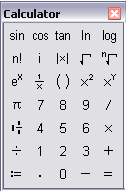 Calculator
sin cos tan ln log
n! i |×| √ ⁿ√
eˣ 1/x ( ) x² xʸ
π 7 8 9 /
4 5 6 ×
÷ 1 2 3 +
:= . 0 − =